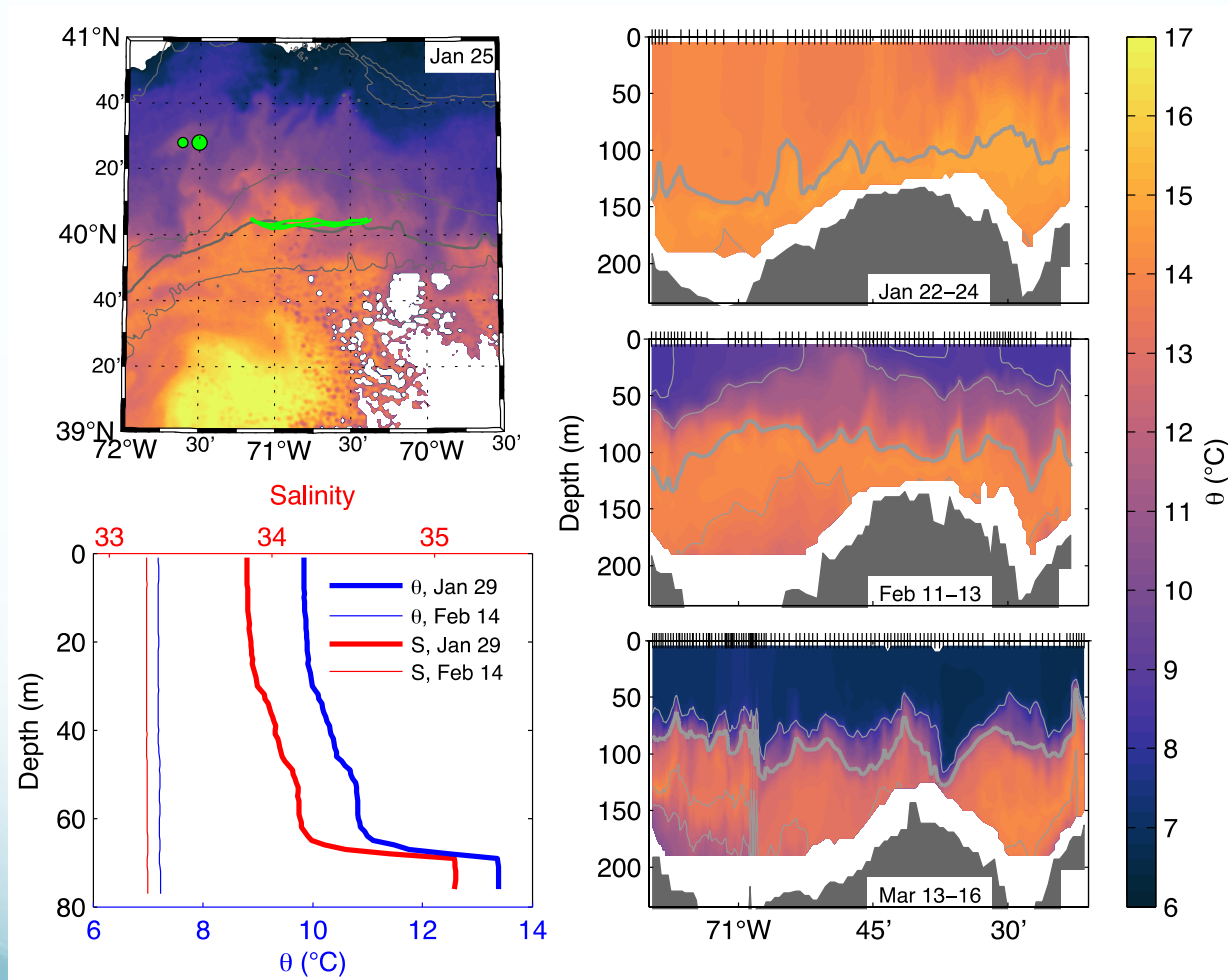 41°N
Jan 25
40'
20'
40°N
40'
20'
39°N
72°W 30' 71°W 30' 70°W 30'
Salinity
33 34 35
0
20
40
60
80
Depth (m)
θ, Jan 29
θ, Feb 14
S, Jan 29
S, Feb 14
6 8 10 12 14
θ (°C)
0
50
100
150
200
Jan 22–24
0
50
100
150
200
Depth (m)
Feb 11–13
0
50
100
150
200
Mar 13–16
71°W 45' 30'
17
16
15
14
13
12
11
10
9
8
7
6
θ (°C)